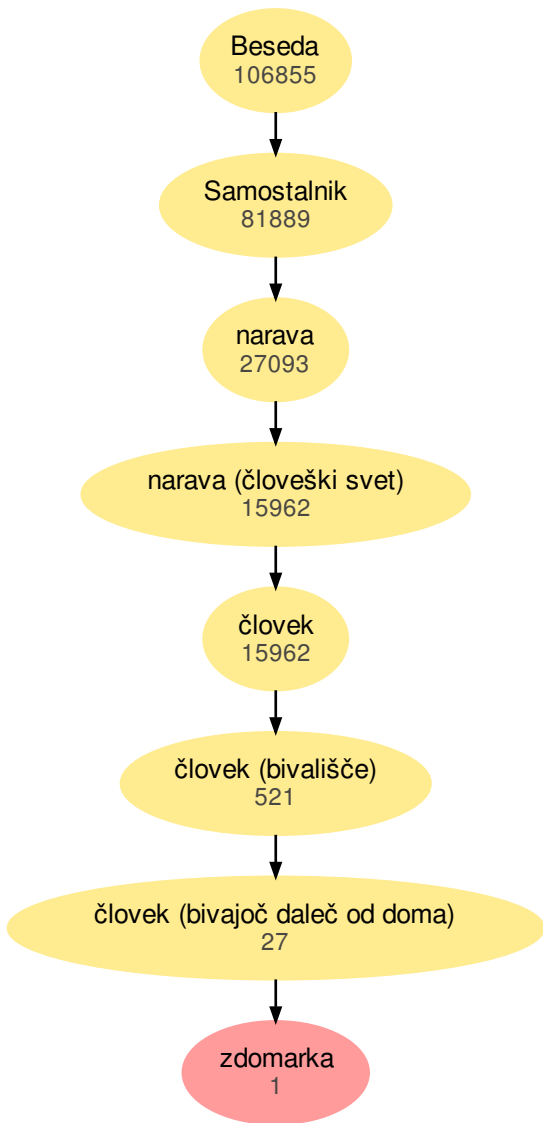 Beseda
106855
Samostalnik
81889
narava
27093
narava (človeški svet)
15962
človek
15962
človek (bivališče)
521
človek (bivajoč daleč od doma)
27
zdomarka
1